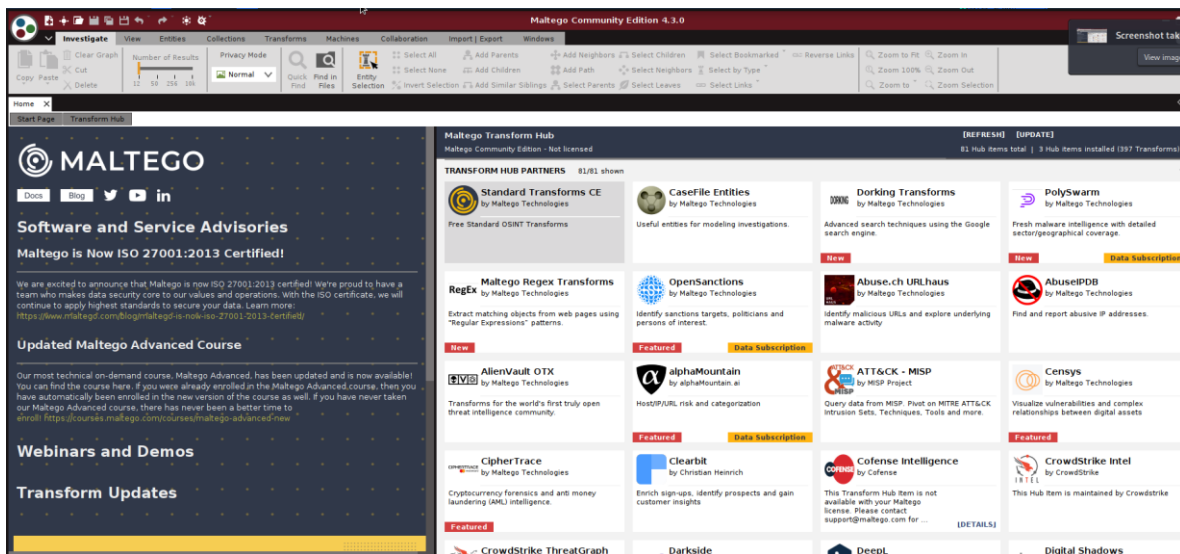 Maltego Community Edition 4.3.0
Investigate View Entities Collections Transforms Machines Collaboration Import | Export Windows
Screenshot tak
View imag
Copy Paste
Clear Graph
Cut
Delete
Number of Results
12 50 256 10k
Privacy Mode
Normal
Quick Find
Find in Files
Entity Selection
Select All
Select None
Invert Selection
Add Parents
Add Children
Add Similar Siblings
Add Neighbors
Add Path
Select Parents
Select Children
Select Neighbors
Select Leaves
Select Bookmarked
Select by Type
Select Links
Reverse Links
Zoom to Fit
Zoom 100%
Zoom to
Zoom In
Zoom Out
Zoom Selection
Home X
Start Page Transform Hub
MALTEGO
Docs Blog
Software and Service Advisories
Maltego is Now ISO 27001:2013 Certified!
We are excited to announce that Maltego is now ISO 27001:2013 certified! We're proud to have a
team who makes data security core to our values and operations. With the ISO certificate, we will
continue to apply highest standards to secure your data. Learn more:
https://www.maltego.com/blog/maltego-is-now-iso-27001-2013-certified/
Updated Maltego Advanced Course
Our most technical on-demand course, Maltego Advanced, has been updated and is now available!
You can find the course here. If you were already enrolled in the Maltego Advanced course, then you
have automatically been enrolled in the new version of the course as well. If you have never taken
our Maltego Advanced course, there has never been a better time to
enroll! https://courses.maltego.com/courses/maltego-advanced-new
Webinars and Demos
Transform Updates
Maltego Transform Hub
Maltego Community Edition - Not licensed
[REFRESH] [UPDATE]
81 Hub items total | 3 Hub items installed (397 Transforms)
TRANSFORM HUB PARTNERS 81/81 shown
Standard Transforms CE
by Maltego Technologies
Free Standard OSINT Transforms
CaseFile Entities
by Maltego Technologies
Useful entities for modeling investigations.
DORKING
Dorking Transforms
by Maltego Technologies
Advanced search techniques using the Google
search engine.
New
PolySwarm
by Maltego Technologies
Fresh malware intelligence with detailed
sector/geographical coverage.
New
Data Subscription
RegEx
Maltego Regex Transforms
by Maltego Technologies
Extract matching objects from web pages using
"Regular Expressions" patterns.
New
OpenSanctions
by Maltego Technologies
Identify sanctions targets, politicians and
persons of interest.
Featured
Data Subscription
Abuse.ch URLhaus
by Maltego Technologies
Identify malicious URLs and explore underlying
malware activity
AbuseIPDB
by Maltego Technologies
Find and report abusive IP addresses.
AlienVault OTX
by Maltego Technologies
Transforms for the world's first truly open
threat intelligence community.
alphaMountain
by alphaMountain.ai
Host/IP/URL risk and categorization
Featured
Data Subscription
ATT&CK
MISP
ATT&CK - MISP
by MISP Project
Query data from MISP. Pivot on MITRE ATT&CK
Intrusion Sets, Techniques, Tools and more.
Censys
by Maltego Technologies
Visualize vulnerabilities and complex
relationships between digital assets
Featured
CIPHERTRACE
CipherTrace
by Maltego Technologies
Cryptocurrency forensics and anti money
laundering (AML) intelligence.
Featured
Clearbit
by Christian Heinrich
Enrich sign-ups, identify prospects and gain
customer insights
COFENSE
Cofense Intelligence
by Cofense
This Transform Hub Item is not
available with your Maltego
license. Please contact
support@maltego.com for ...
[DETAILS]
INTEL
CrowdStrike Intel
by CrowdStrike
This Hub Item is maintained by Crowdstrike
CrowdStrike ThreatGraph
Darkside
DeepL
Digital Shadows